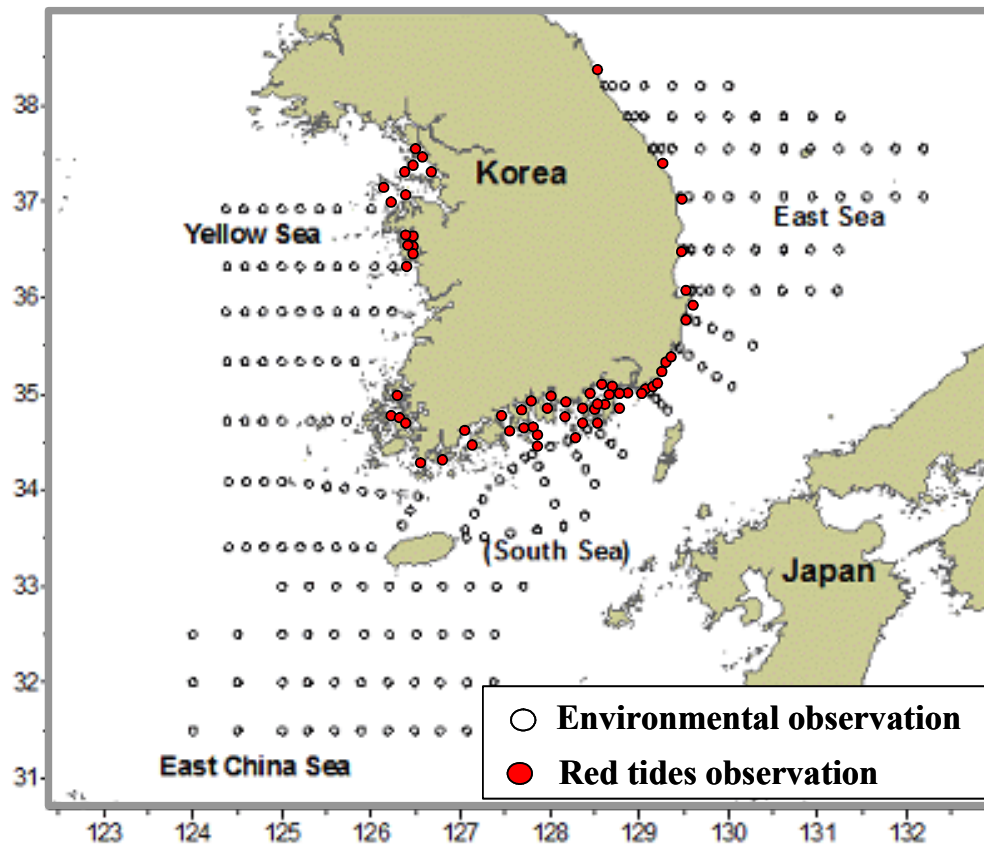 38
37
36
35
34
33
32
31
Korea
East Sea
Yellow Sea
(South Sea)
Japan
East China Sea
Environmental observation
Red tides observation
123 124 125 126 127 128 129 130 131 132